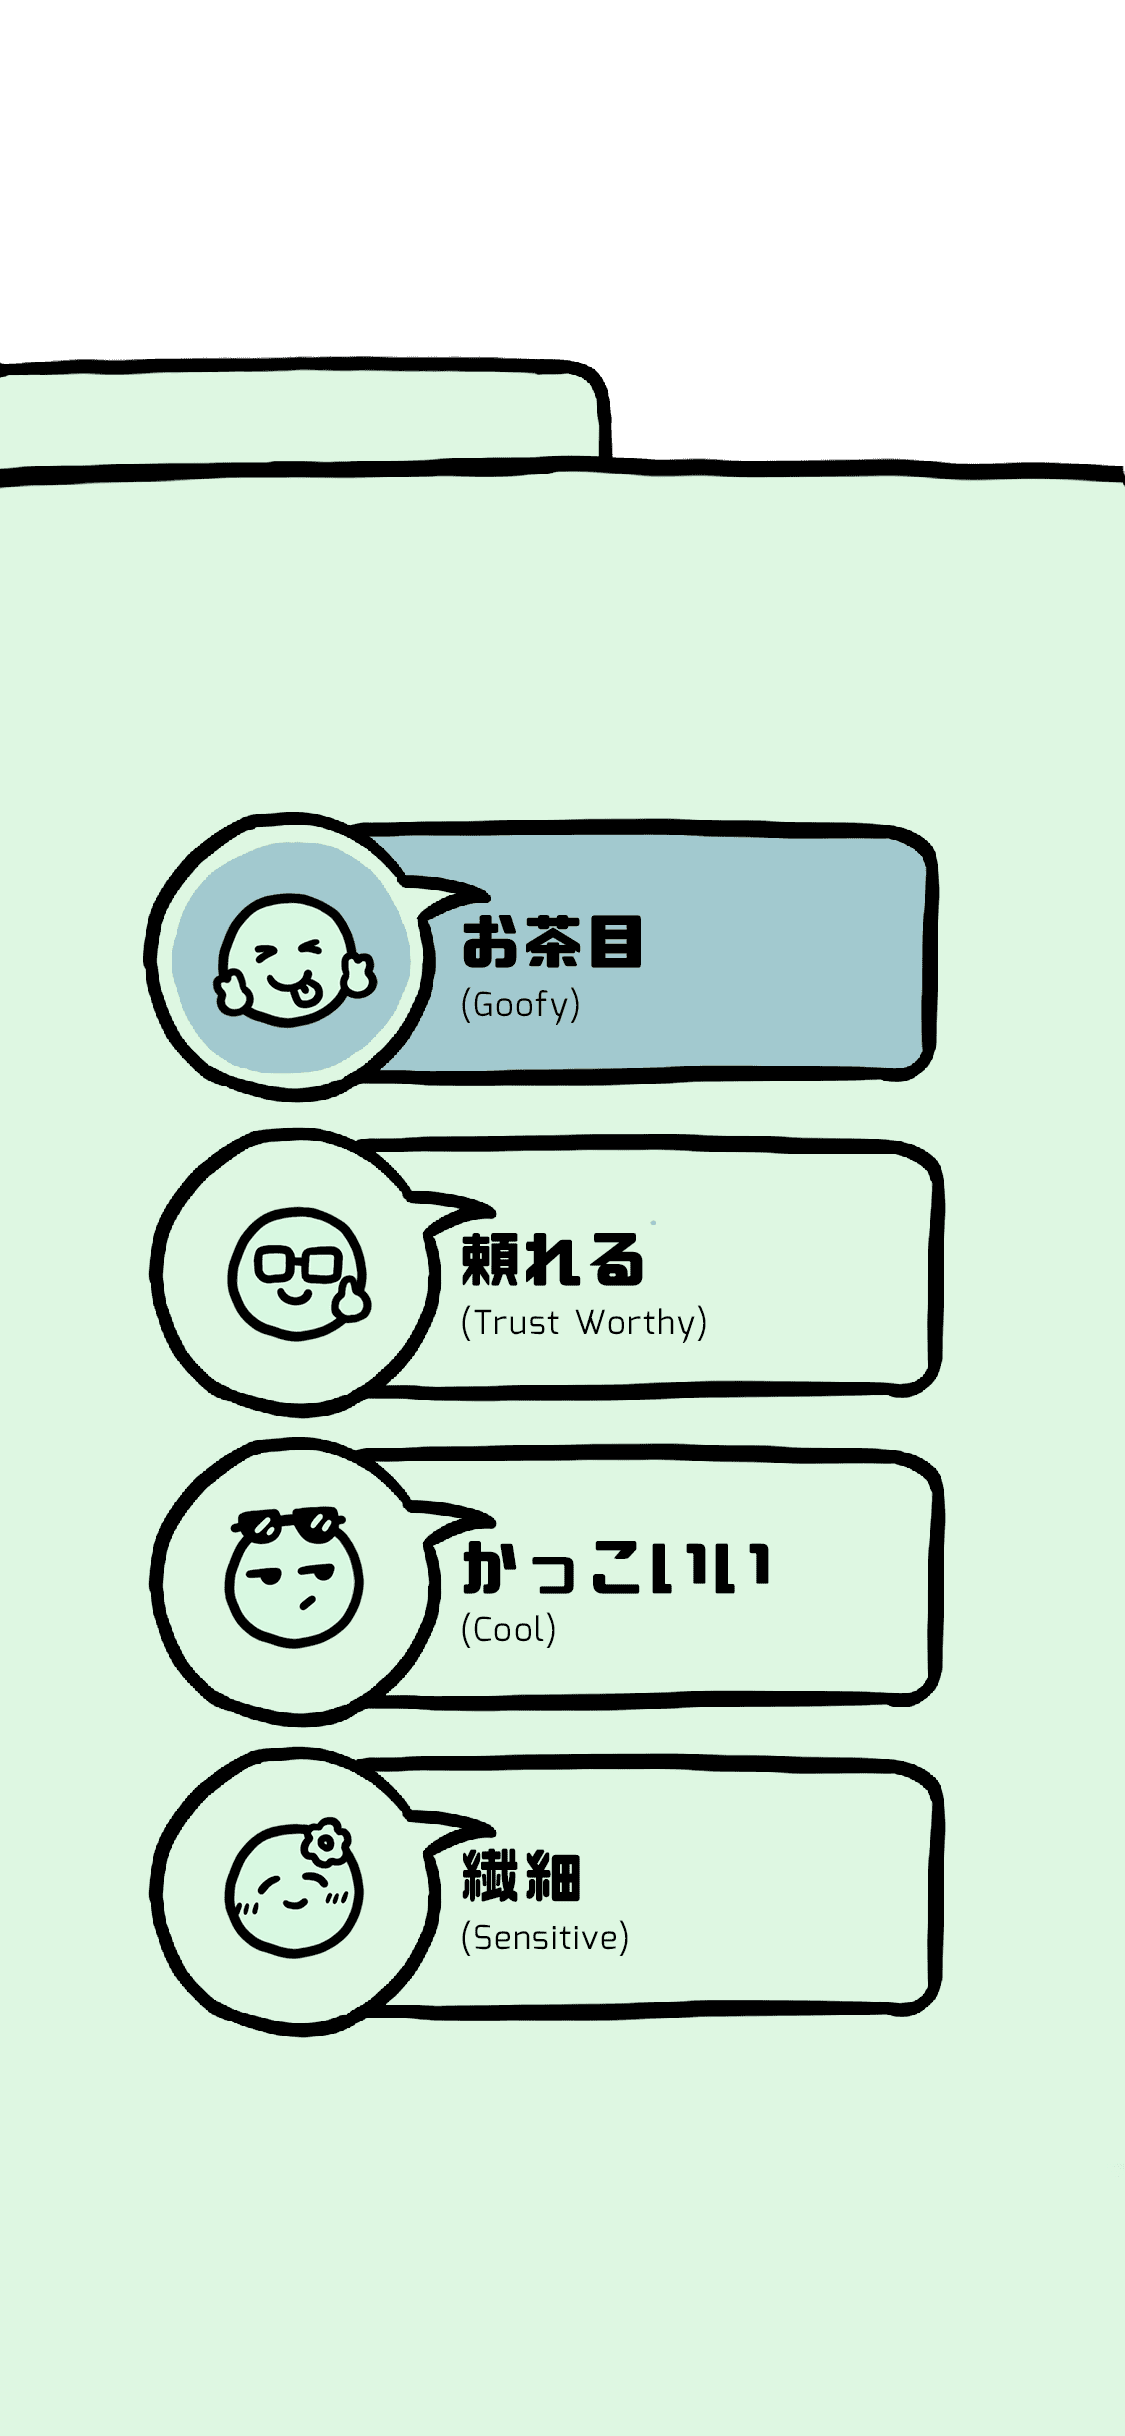 お茶目
(Goofy)
頼れる
(Trust Worthy)
かっこいい
(Cool)
繊細
(Sensitive)